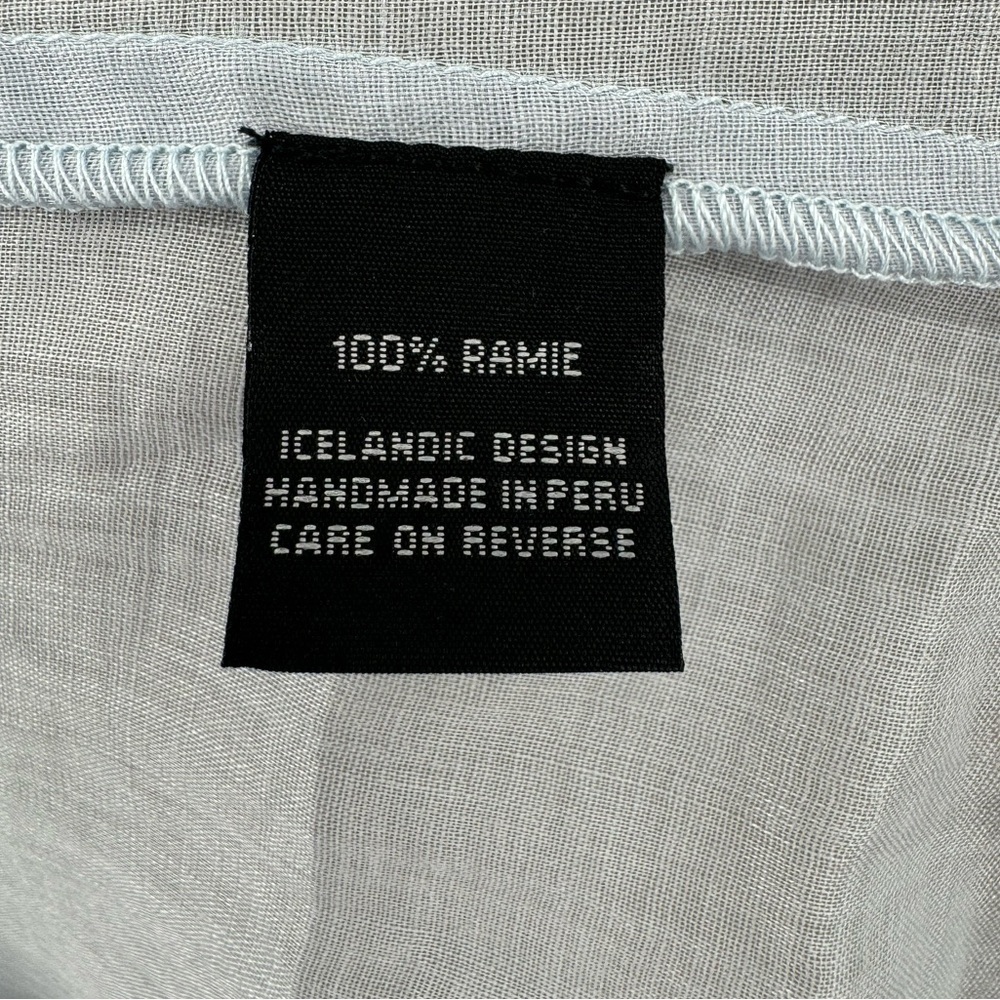 100% RAMIE
ICELANDIC DESIGN
HANDMADE IN PERU
CARE ON REVERSE